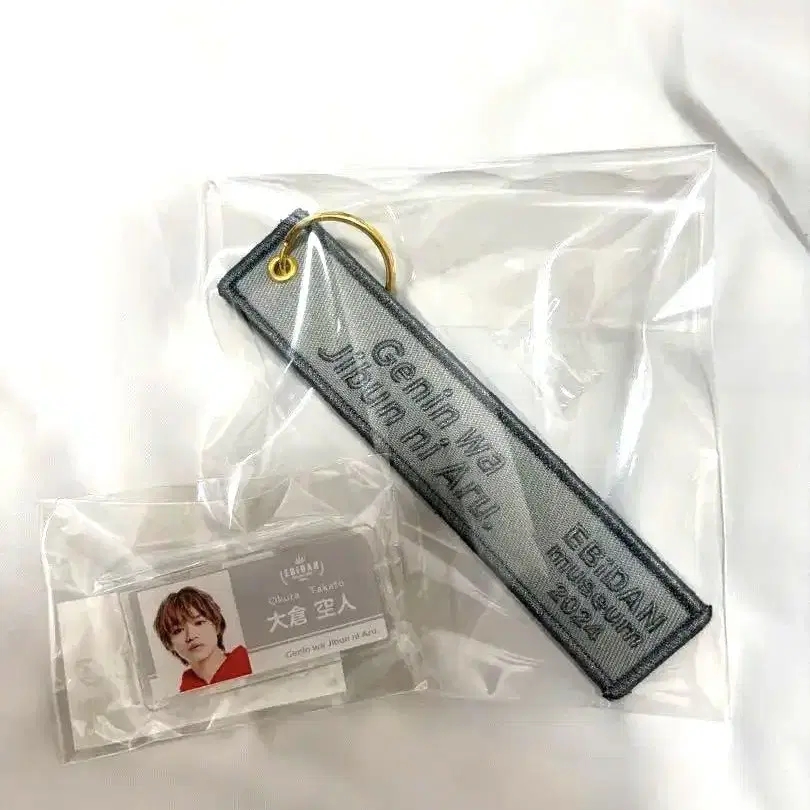 Genin wa
Jibun ni Aru.
EBiDAN
museum
2024
EBiDAN
Okura Takato
大倉 空人
Genin wa Jibun ni Aru.